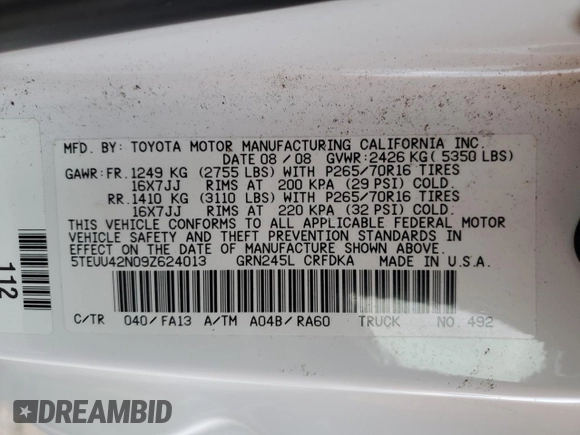 MFD. BY: TOYOTA MOTOR MANUFACTURING CALIFORNIA INC.
DATE 08 / 08 GVWR:2426 KG( 5350 LBS)
GAWR:FR.1249 KG (2755 LBS) WITH P265/70R16 TIRES
16X7JJ RIMS AT 200 KPA (29 PSI) COLD.
RR.1410 KG (3110 LBS) WITH P265/70R16 TIRES
16X7JJ RIMS AT 220 KPA (32 PSI) COLD.
THIS VEHICLE CONFORMS TO ALL APPLICABLE FEDERAL MOTOR
VEHICLE SAFETY AND THEFT PREVENTION STANDARDS IN
EFFECT ON THE DATE OF MANUFACTURE SHOWN ABOVE.
5TEUU42N09Z624013 GRN245L CRFDKA MADE IN U.S.A.
C/TR 040/FA13 A/TM A04B/RA60 TRUCK NO. 492
112
DREAMBID